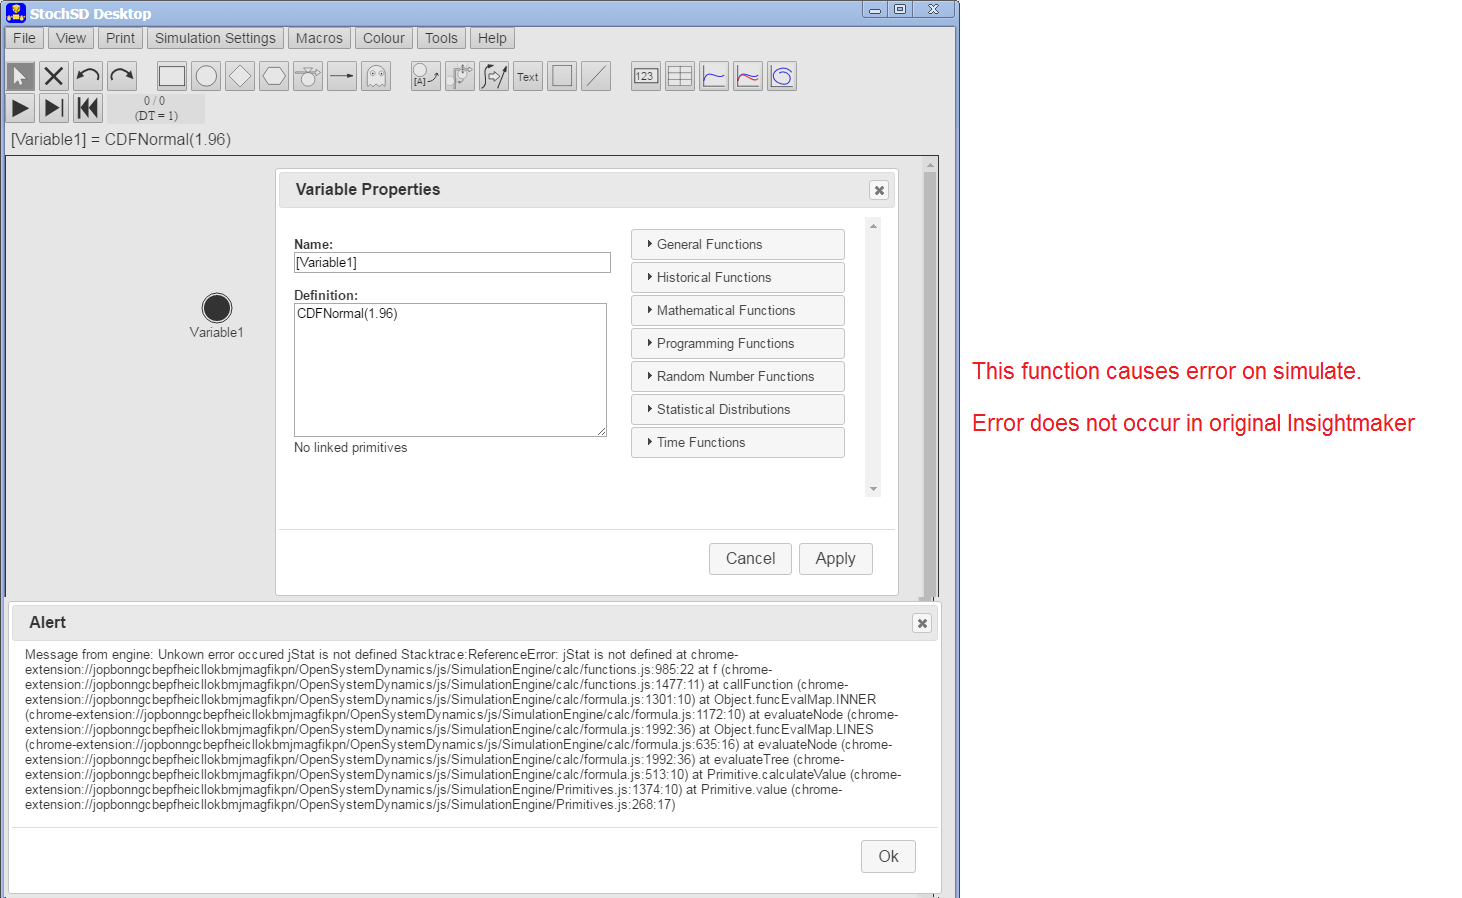 StochSD Desktop
File View Print Simulation Settings Macros Colour Tools Help
[A] Text 123
0 / 0
(DT = 1)
[Variable1] = CDFNormal(1.96)
Variable Properties
Name:
[Variable1]
Definition:
CDFNormal(1.96)
No linked primitives
General Functions
Historical Functions
Mathematical Functions
Programming Functions
Random Number Functions
Statistical Distributions
Time Functions
Variable1
Cancel Apply
This function causes error on simulate.
Error does not occur in original Insightmaker
Alert
Message from engine: Unkown error occured jStat is not defined Stacktrace:ReferenceError: jStat is not defined at chrome-
extension://jopbonngcbepfheicllokbmjmagfikpn/OpenSystemDynamics/js/SimulationEngine/calc/functions.js:985:22 at f (chrome-
extension://jopbonngcbepfheicllokbmjmagfikpn/OpenSystemDynamics/js/SimulationEngine/calc/functions.js:1477:11) at callFunction (chrome-
extension://jopbonngcbepfheicllokbmjmagfikpn/OpenSystemDynamics/js/SimulationEngine/calc/formula.js:1301:10) at Object.funcEvalMap.INNER
(chrome-extension://jopbonngcbepfheicllokbmjmagfikpn/OpenSystemDynamics/js/SimulationEngine/calc/formula.js:1172:10) at evaluateNode (chrome-
extension://jopbonngcbepfheicllokbmjmagfikpn/OpenSystemDynamics/js/SimulationEngine/calc/formula.js:1992:36) at Object.funcEvalMap.LINES
(chrome-extension://jopbonngcbepfheicllokbmjmagfikpn/OpenSystemDynamics/js/SimulationEngine/calc/formula.js:635:16) at evaluateNode (chrome-
extension://jopbonngcbepfheicllokbmjmagfikpn/OpenSystemDynamics/js/SimulationEngine/calc/formula.js:1992:36) at evaluateTree (chrome-
extension://jopbonngcbepfheicllokbmjmagfikpn/OpenSystemDynamics/js/SimulationEngine/calc/formula.js:513:10) at Primitive.calculateValue (chrome-
extension://jopbonngcbepfheicllokbmjmagfikpn/OpenSystemDynamics/js/SimulationEngine/Primitives.js:1374:10) at Primitive.value (chrome-
extension://jopbonngcbepfheicllokbmjmagfikpn/OpenSystemDynamics/js/SimulationEngine/Primitives.js:268:17)
Ok